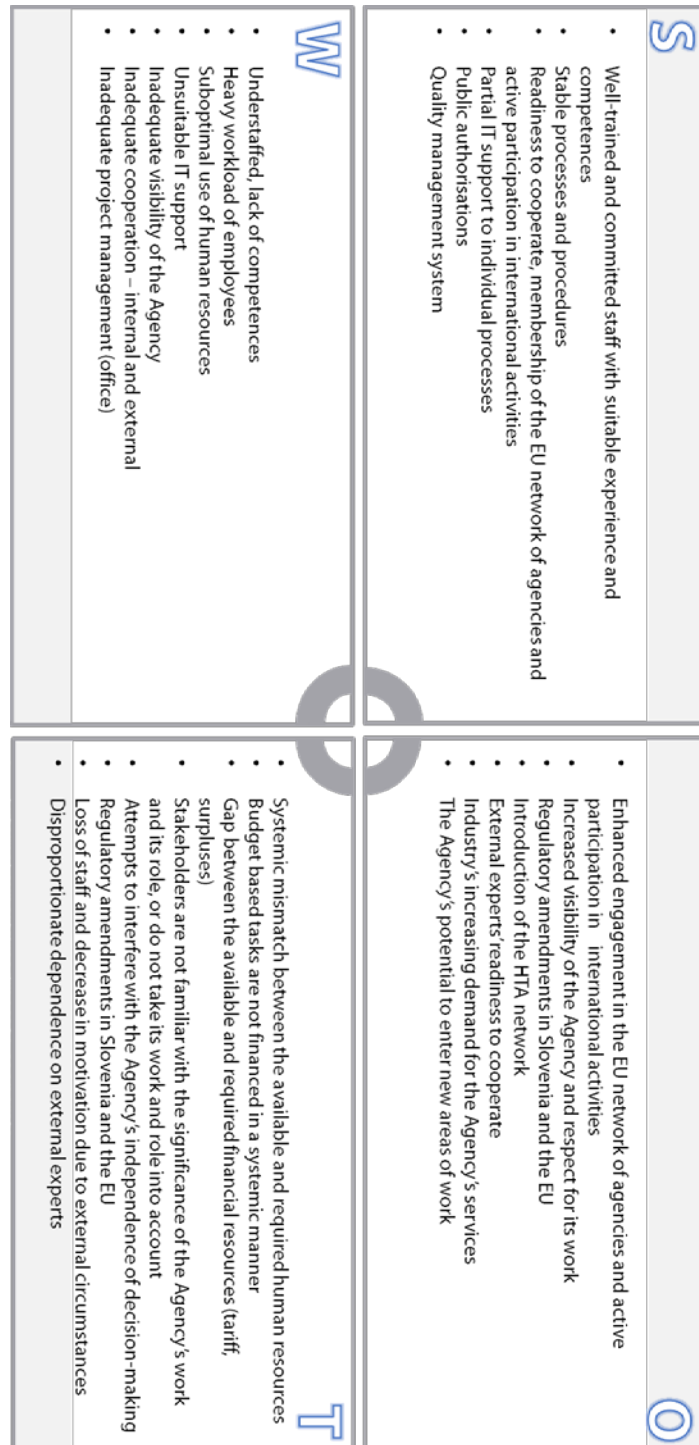 S
• Well-trained and committed staff with suitable experience and
competences
• Stable processes and procedures
• Readiness to cooperate, membership of the EU network of agencies and
active participation in international activities
• Partial IT support to individual processes
• Public authorisations
• Quality management system
O
• Enhanced engagement in the EU network of agencies and active
participation in international activities
• Increased visibility of the Agency and respect for its work
• Regulatory amendments in Slovenia and the EU
• Introduction of the HTA network
• External experts' readiness to cooperate
• Industry's increasing demand for the Agency's services
• The Agency's potential to enter new areas of work
W
• Understaffed, lack of competences
• Heavy workload of employees
• Suboptimal use of human resources
• Unsuitable IT support
• Inadequate visibility of the Agency
• Inadequate cooperation – internal and external
• Inadequate project management (office)
T
• Systemic mismatch between the available and required human resources
• Budget based tasks are not financed in a systemic manner
• Gap between the available and required financial resources (tariff,
surpluses)
• Stakeholders are not familiar with the significance of the Agency's work
and its role, or do not take its work and role into account
• Attempts to interfere with the Agency's independence of decision-making
• Regulatory amendments in Slovenia and the EU
• Loss of staff and decrease in motivation due to external circumstances
• Disproportionate dependence on external experts